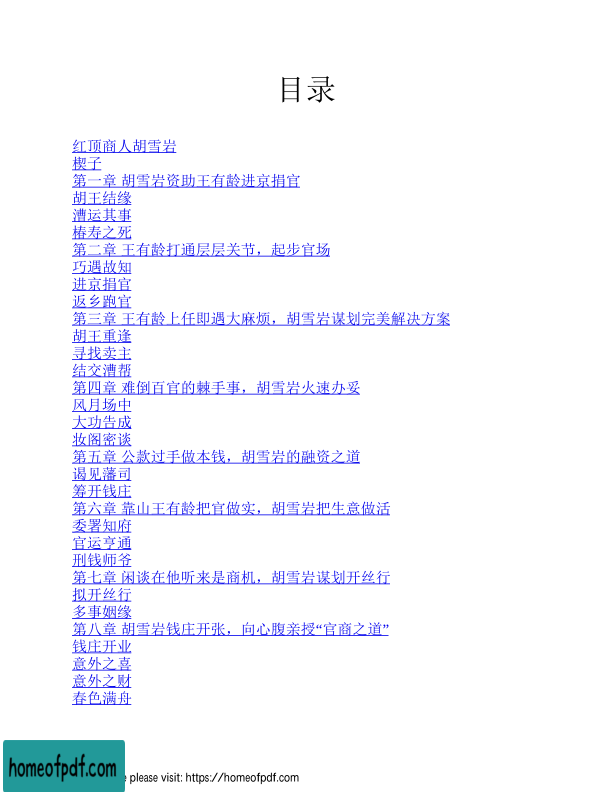 目录
红顶商人胡雪岩
楔子
第一章 胡雪岩资助王有龄进京捐官
胡王结缘
漕运其事
椿寿之死
第二章 王有龄打通层层关节，起步官场
巧遇故知
进京捐官
返乡跑官
第三章 王有龄上任即遇大麻烦，胡雪岩谋划完美解决方案
胡王重逢
寻找卖主
结交漕帮
第四章 难倒百官的棘手事，胡雪岩火速办妥
风月场中
大功告成
妆阁密谈
第五章 公款过手做本钱，胡雪岩的融资之道
谒见藩司
筹开钱庄
第六章 靠山王有龄把官做实，胡雪岩把生意做活
委署知府
官运亨通
刑钱师爷
第七章 闲谈在他听来是商机，胡雪岩谋划开丝行
拟开丝行
多事姻缘
第八章 胡雪岩钱庄开张，向心腹亲授“官商之道”
钱庄开业
意外之喜
意外之财
春色满舟
homeofpdf.com
please visit: https://homeofpdf.com